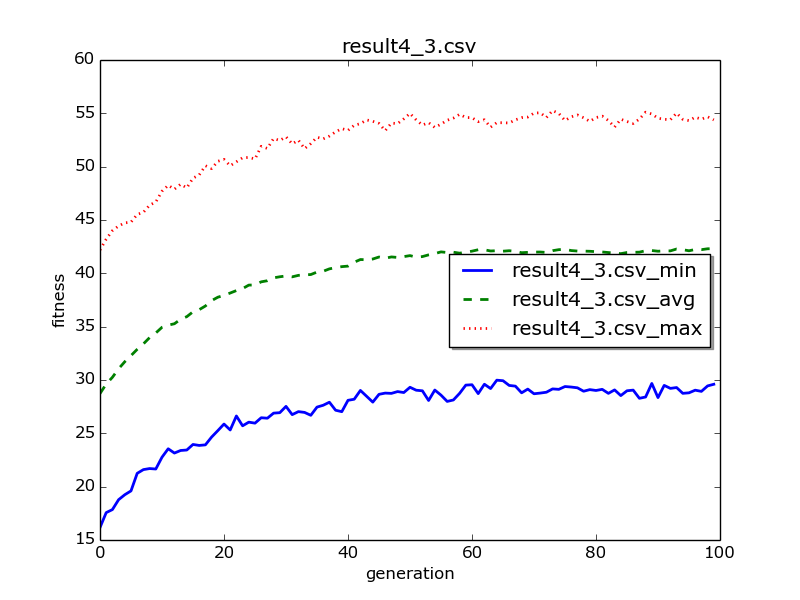 result4_3.csv
60
55
50
45
40
35
30
25
20
15
fitness
result4_3.csv_min
result4_3.csv_avg
result4_3.csv_max
0 20 40 60 80 100
generation